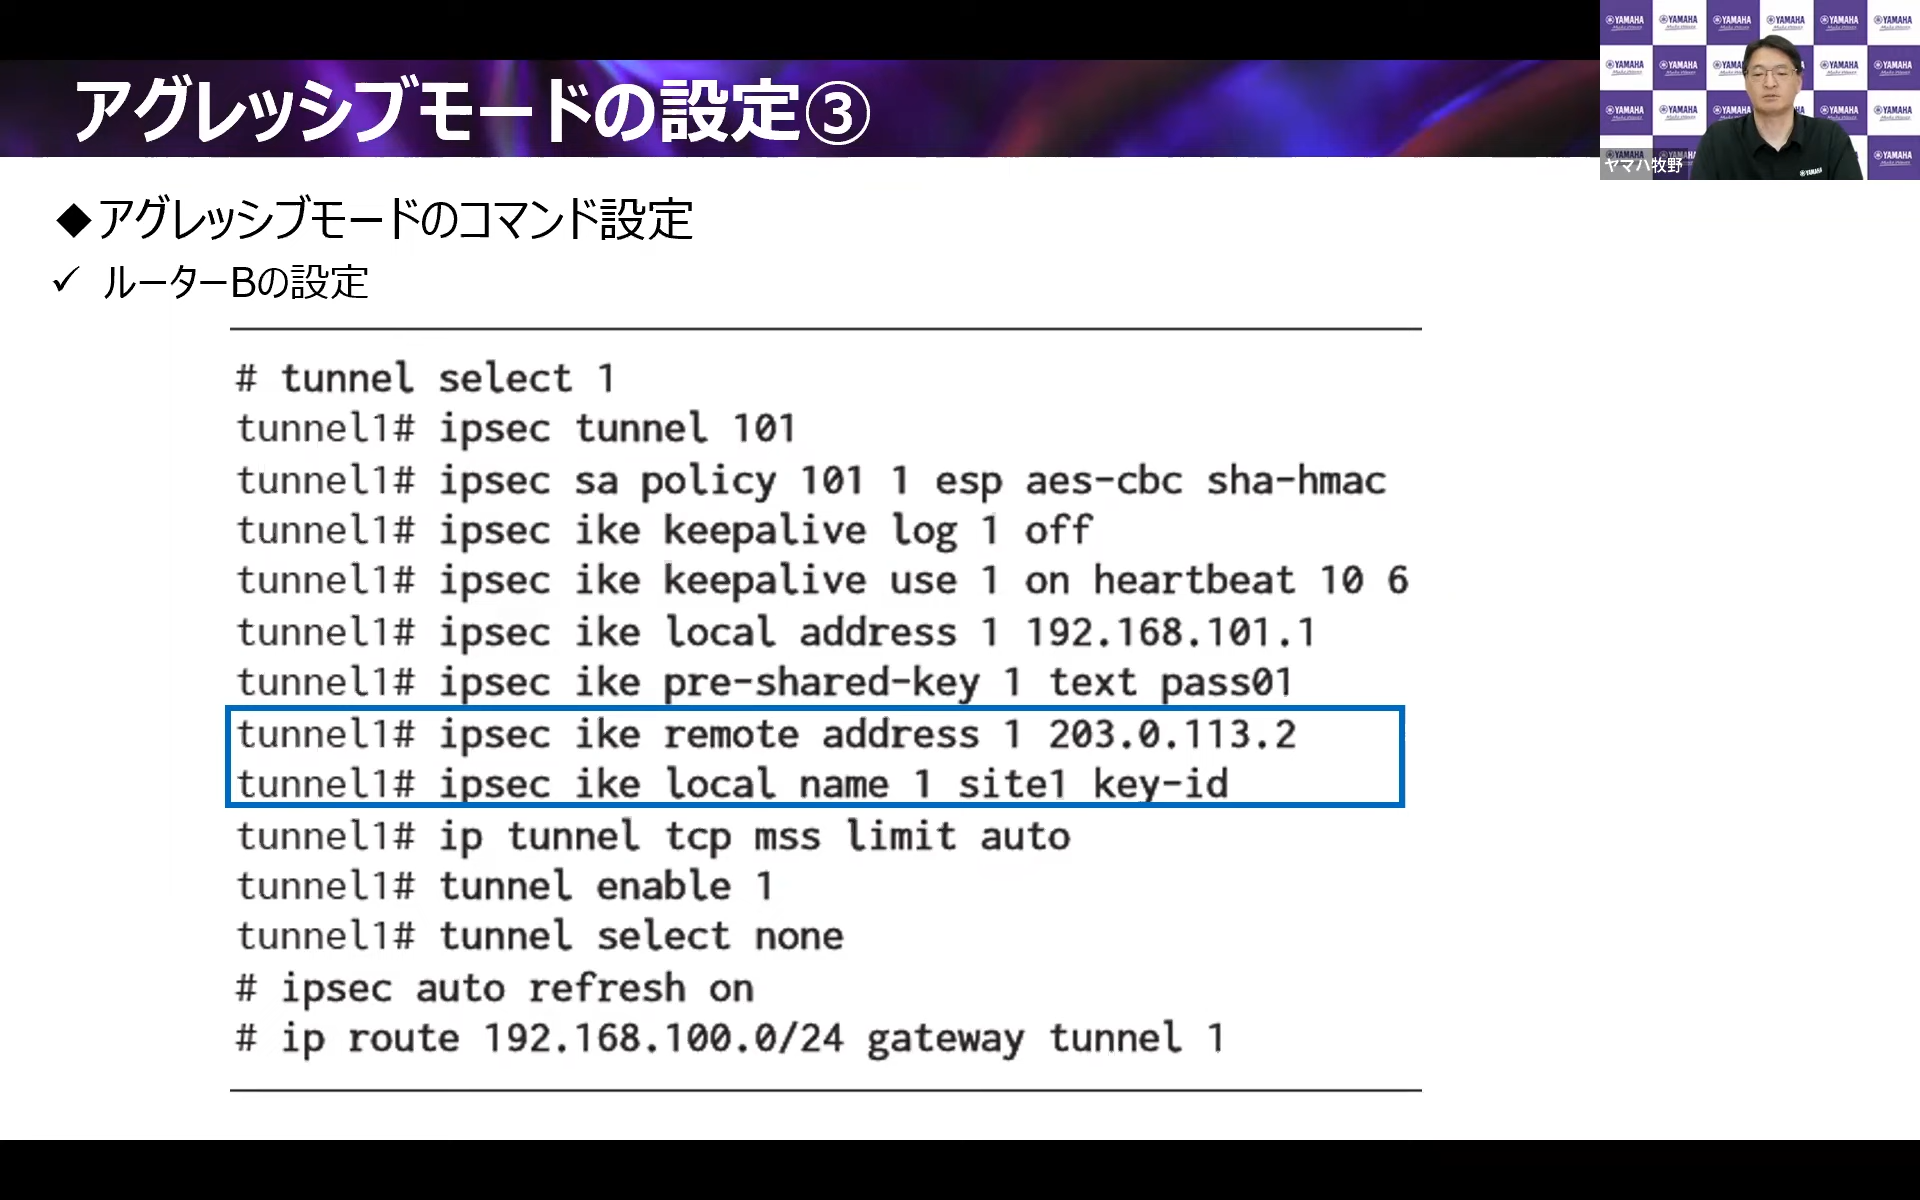 アグレッシブモードの設定③
YAMAHA
ヤマハ牧野
◆アグレッシブモードのコマンド設定
✓ ルーターBの設定
# tunnel select 1
tunnel1# ipsec tunnel 101
tunnel1# ipsec sa policy 101 1 esp aes-cbc sha-hmac
tunnel1# ipsec ike keepalive log 1 off
tunnel1# ipsec ike keepalive use 1 on heartbeat 10 6
tunnel1# ipsec ike local address 1 192.168.101.1
tunnel1# ipsec ike pre-shared-key 1 text pass01
tunnel1# ipsec ike remote address 1 203.0.113.2
tunnel1# ipsec ike local name 1 site1 key-id
tunnel1# ip tunnel tcp mss limit auto
tunnel1# tunnel enable 1
tunnel1# tunnel select none
# ipsec auto refresh on
# ip route 192.168.100.0/24 gateway tunnel 1